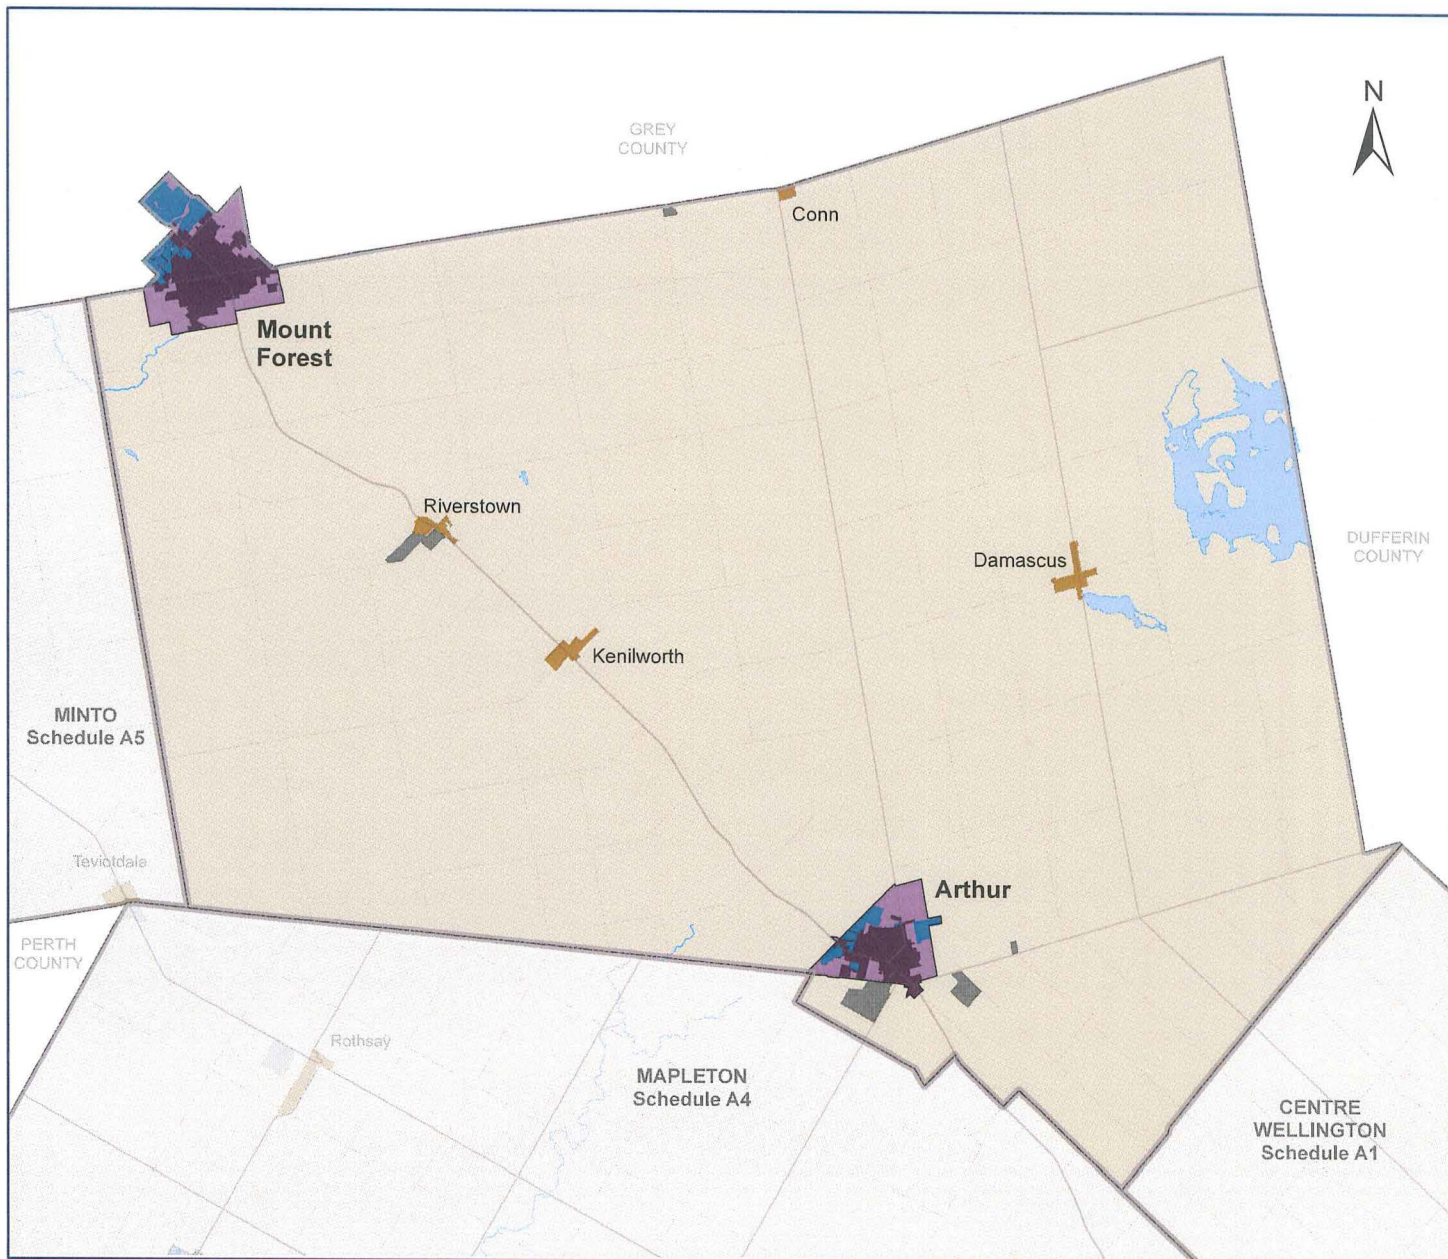 N
GREY
COUNTY
Conn
Mount
Forest
Riverstown
DUFFERIN
COUNTY
Damascus
Kenilworth
MINTO
Schedule A5
Teviotdale
Arthur
PERTH
COUNTY
Rothsay
MAPLETON
Schedule A4
CENTRE
WELLINGTON
Schedule A1